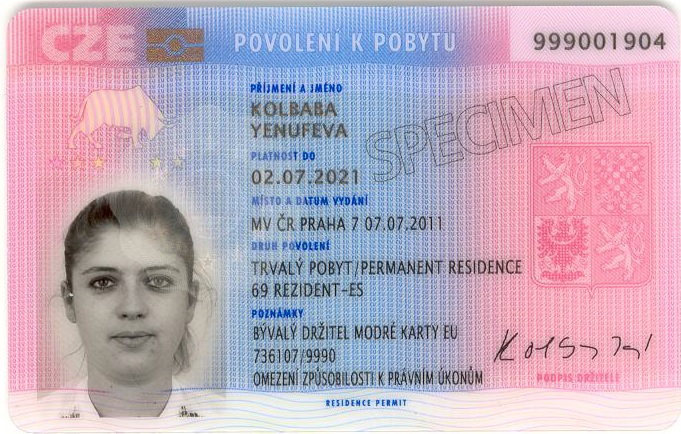 CZE POVOLENÍ K POBYTU 999001904
PŘÍJMENÍ A JMÉNO
KOLBABA
YENUFEVA
SPECIMEN
PLATNOST DO
02.07.2021
MÍSTO A DATUM VYDÁNÍ
MV ČR PRAHA 7 07.07.2011
DRUH POVOLENÍ
TRVALÝ POBYT/PERMANENT RESIDENCE
69 REZIDENT-ES
POZNÁMKY
BÝVALÝ DRŽITEL MODRÉ KARTY EU
736107/9990
OMEZENÍ ZPŮSOBILOSTI K PRÁVNÍM ÚKONŮM
PODPIS DRŽITELE
RESIDENCE PERMIT